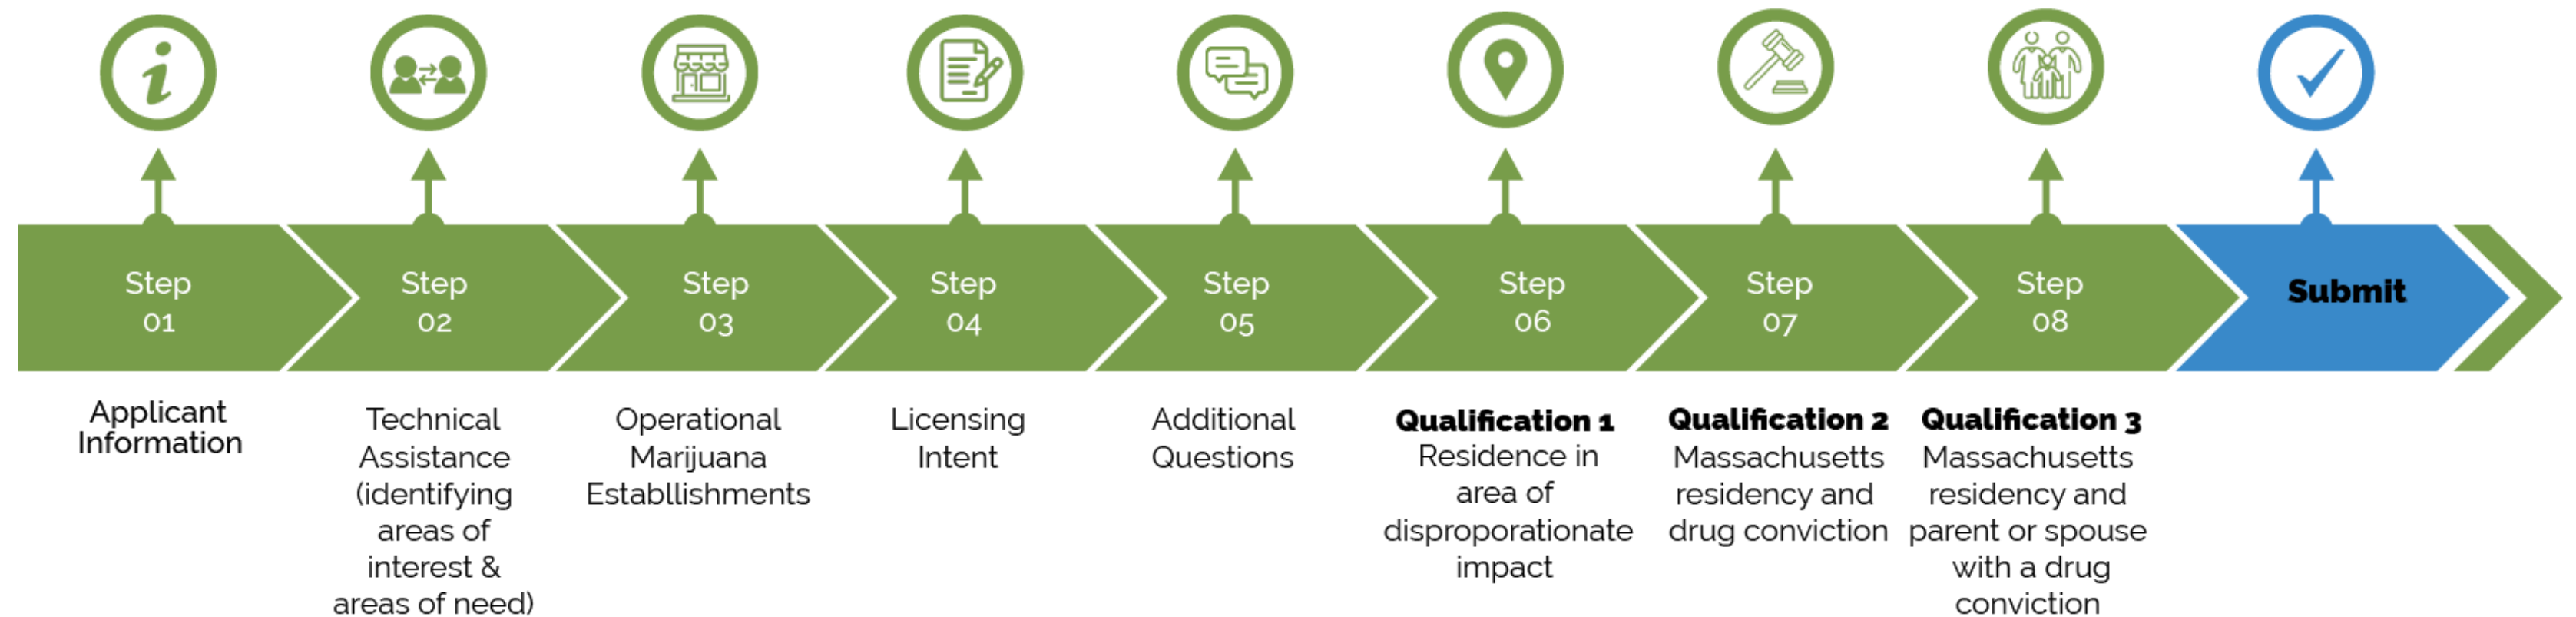 Step
01
Step
02
Step
03
Step
04
Step
05
Step
06
Step
07
Step
08
Submit
Applicant
Information
Technical
Assistance
(identifying
areas of
interest &
areas of need)
Operational
Marijuana
Establlishments
Licensing
Intent
Additional
Questions
Qualification 1
Residence in
area of
disproporationate
impact
Qualification 2
Massachusetts
residency and
drug conviction
Qualification 3
Massachusetts
residency and
parent or spouse
with a drug
conviction